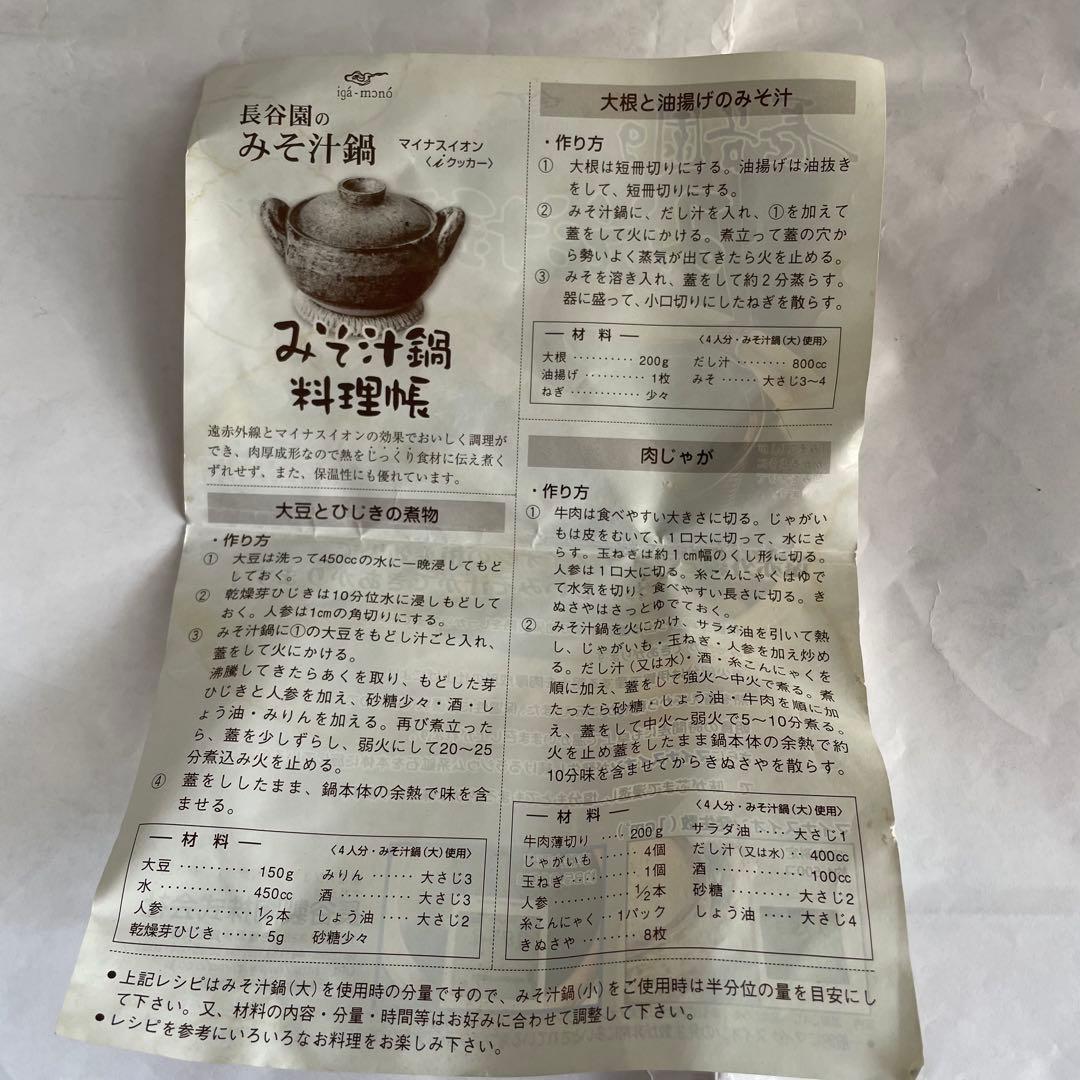 igá-mɔnó
長谷園の
みそ汁鍋
マイナスイオン
〈iクッカー〉
みそ汁鍋
料理帳
遠赤外線とマイナスイオンの効果でおいしく調理が
でき、肉厚成形なので熱をじっくり食材に伝え煮く
ずれせず、また、保温性にも優れています。
大豆とひじきの煮物
・作り方
① 大豆は洗って450ccの水に一晩浸してもど
しておく。
② 乾燥芽ひじきは10分位水に浸しもどして
おく。人参は1cmの角切りにする。
③ みそ汁鍋に①の大豆をもどし汁ごと入れ、
蓋をして火にかける。
沸騰してきたらあくを取り、もどした芽
ひじきと人参を加え、砂糖少々・酒・し
ょう油・みりんを加える。再び煮立った
ら、蓋を少しずらし、弱火にして20〜25
分煮込み火を止める。
④ 蓋をししたまま、鍋本体の余熱で味を含
ませる。
― 材 料 ― 〈4人分・みそ汁鍋(大)使用〉
大豆 ・・・・・・・・・・ 150g みりん ・・・・ 大さじ3
水 ・・・・・・・・・・・・ 450cc 酒 ・・・・・・・・ 大さじ3
人参 ・・・・・・・・・・ 1/2本 しょう油 ・・・・ 大さじ2
乾燥芽ひじき ・・・・・・ 5g 砂糖少々
大根と油揚げのみそ汁
・作り方
① 大根は短冊切りにする。油揚げは油抜き
をして、短冊切りにする。
② みそ汁鍋に、だし汁を入れ、①を加えて
蓋をして火にかける。煮立って蓋の穴か
ら勢いよく蒸気が出てきたら火を止める。
③ みそを溶き入れ、蓋をして約2分蒸らす。
器に盛って、小口切りにしたねぎを散らす。
― 材 料 ― 〈4人分・みそ汁鍋(大)使用〉
大根 ・・・・・・・・・・ 200g だし汁 ・・・・・・・・ 800cc
油揚げ ・・・・・・・・・・ 1枚 みそ ・・・・・・ 大さじ3〜4
ねぎ ・・・・・・・・・・・・ 少々
肉じゃが
・作り方
① 牛肉は食べやすい大きさに切る。じゃがい
もは皮をむいて、1口大に切って、水にさ
らす。玉ねぎは約1cm幅のくし形に切る。
人参は1口大に切る。糸こんにゃくはゆで
て水気を切り、食べやすい長さに切る。き
ぬさやはさっとゆでておく。
② みそ汁鍋を火にかけ、サラダ油を引いて熱
し、じゃがいも・玉ねぎ・人参を加え炒め
る。だし汁(又は水)・酒・糸こんにゃくを
順に加え、蓋をして強火〜中火で煮る。煮
たったら砂糖・しょう油・牛肉を順に加
え、蓋をして中火〜弱火で5〜10分煮る。
火を止め蓋をしたまま鍋本体の余熱で約
10分味を含ませてからきぬさやを散らす。
― 材 料 ― 〈4人分・みそ汁鍋(大)使用〉
牛肉薄切り ・・・・ 200g サラダ油 ・・・・ 大さじ1
じゃがいも ・・・・・・ 4個 だし汁(又は水) ・・ 400cc
玉ねぎ ・・・・・・・・・・ 1個 酒 ・・・・・・・・・・・・ 100cc
人参 ・・・・・・・・・・ 1/2本 砂糖 ・・・・・・・・ 大さじ2
糸こんにゃく ・・ 1パック しょう油 ・・・・ 大さじ4
きぬさや ・・・・・・・・ 8枚
● 上記レシピはみそ汁鍋(大)を使用時の分量ですので、みそ汁鍋(小)をご使用時は半分位の量を目安にし
て下さい。又、材料の内容・分量・時間等はお好みに合わせて調整して下さい。
● レシピを参考にいろいろなお料理をお楽しみ下さい。